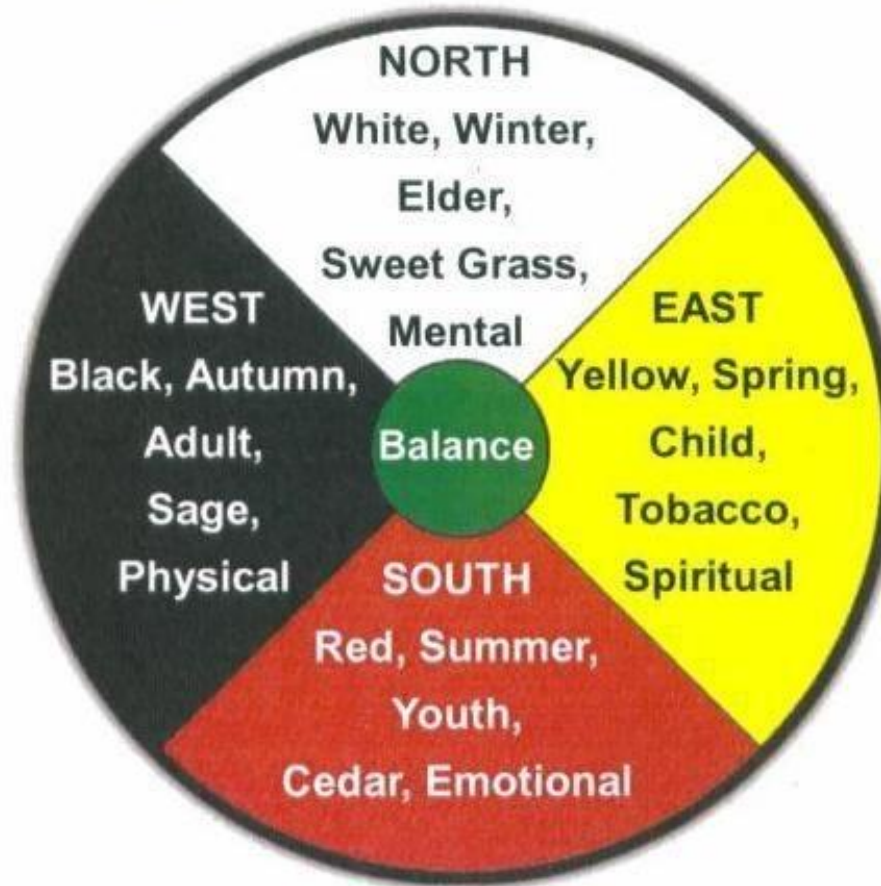 NORTH
White, Winter,
Elder,
Sweet Grass,
Mental
WEST
Black, Autumn,
Adult,
Sage,
Physical
Balance
EAST
Yellow, Spring,
Child,
Tobacco,
Spiritual
SOUTH
Red, Summer,
Youth,
Cedar, Emotional